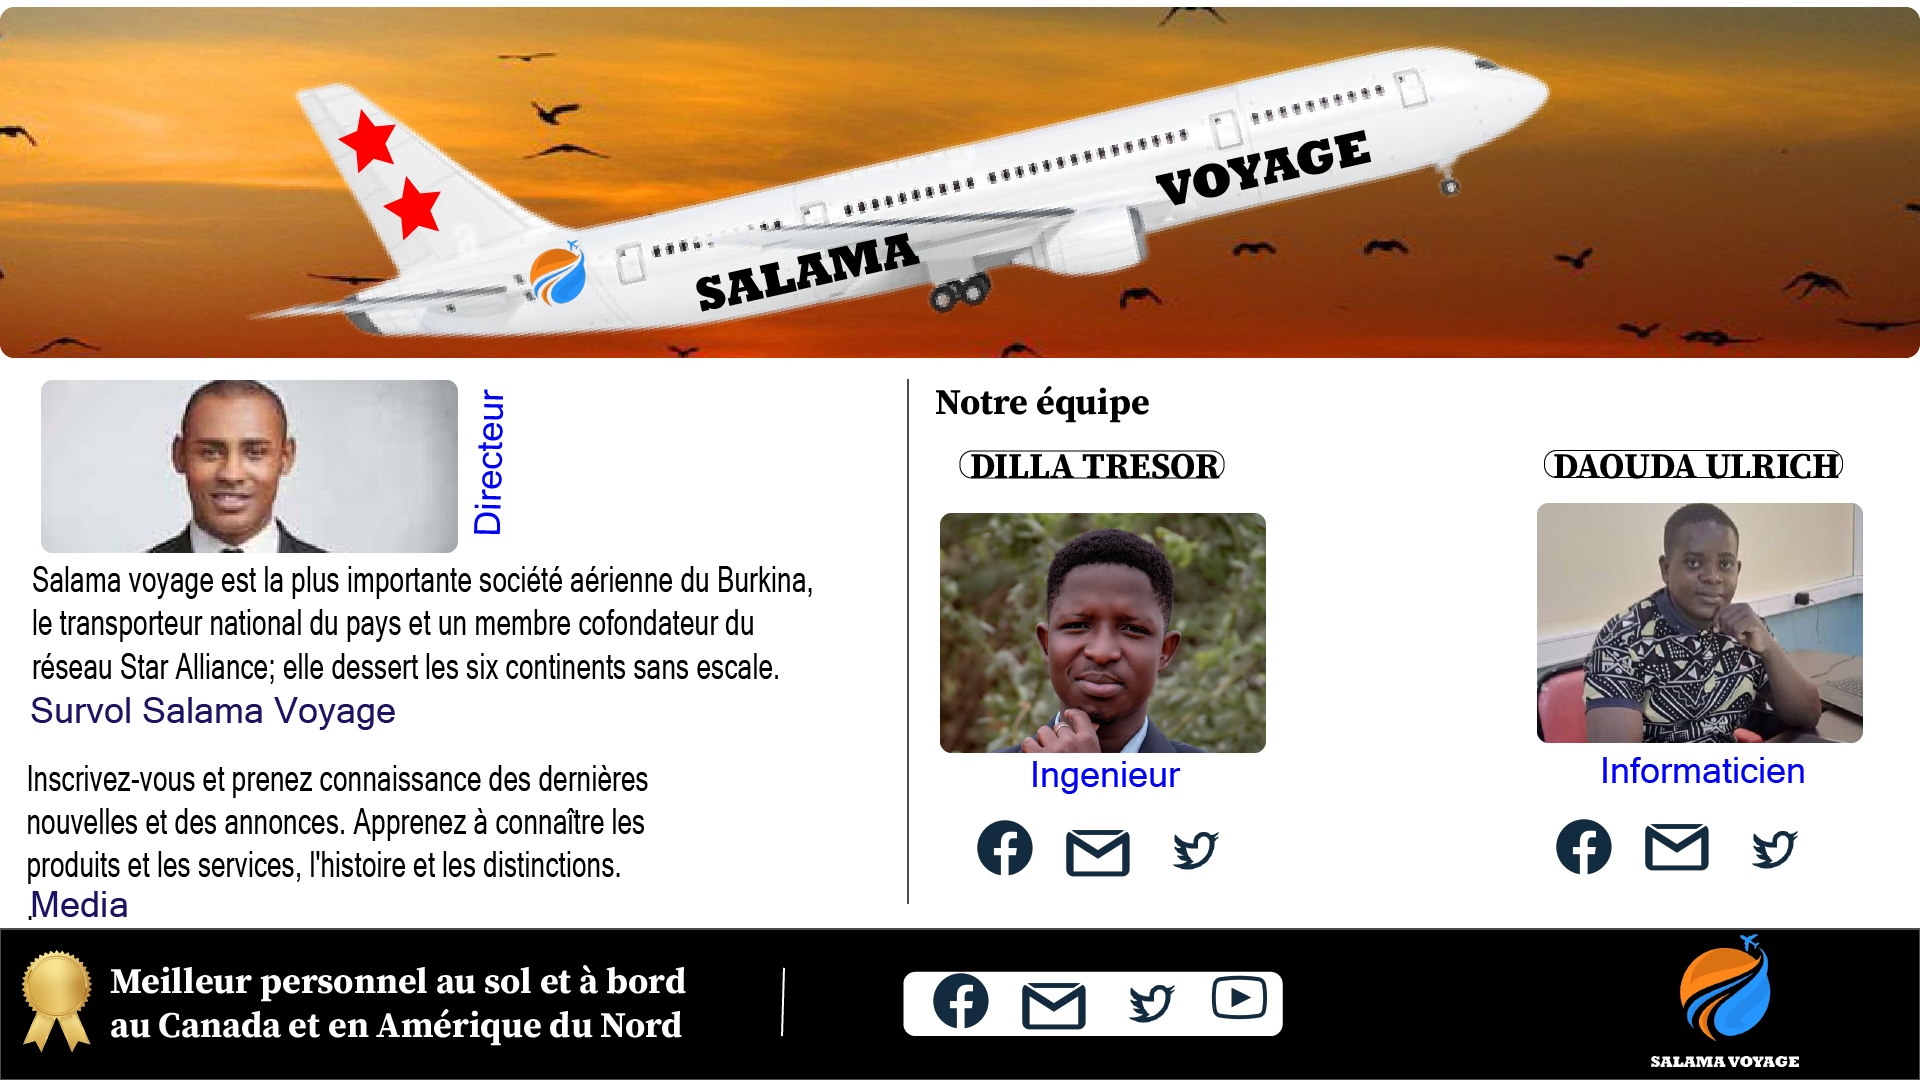 SALAMA VOYAGE
Directeur
Salama voyage est la plus importante société aérienne du Burkina,
le transporteur national du pays et un membre cofondateur du
réseau Star Alliance; elle dessert les six continents sans escale.
Survol Salama Voyage
Inscrivez-vous et prenez connaissance des dernières
nouvelles et des annonces. Apprenez à connaître les
produits et les services, l'histoire et les distinctions.
.Media
Notre équipe
DILLA TRESOR
Ingenieur
DAOUDA ULRICH
Informaticien
Meilleur personnel au sol et à bord
au Canada et en Amérique du Nord
SALAMA VOYAGE